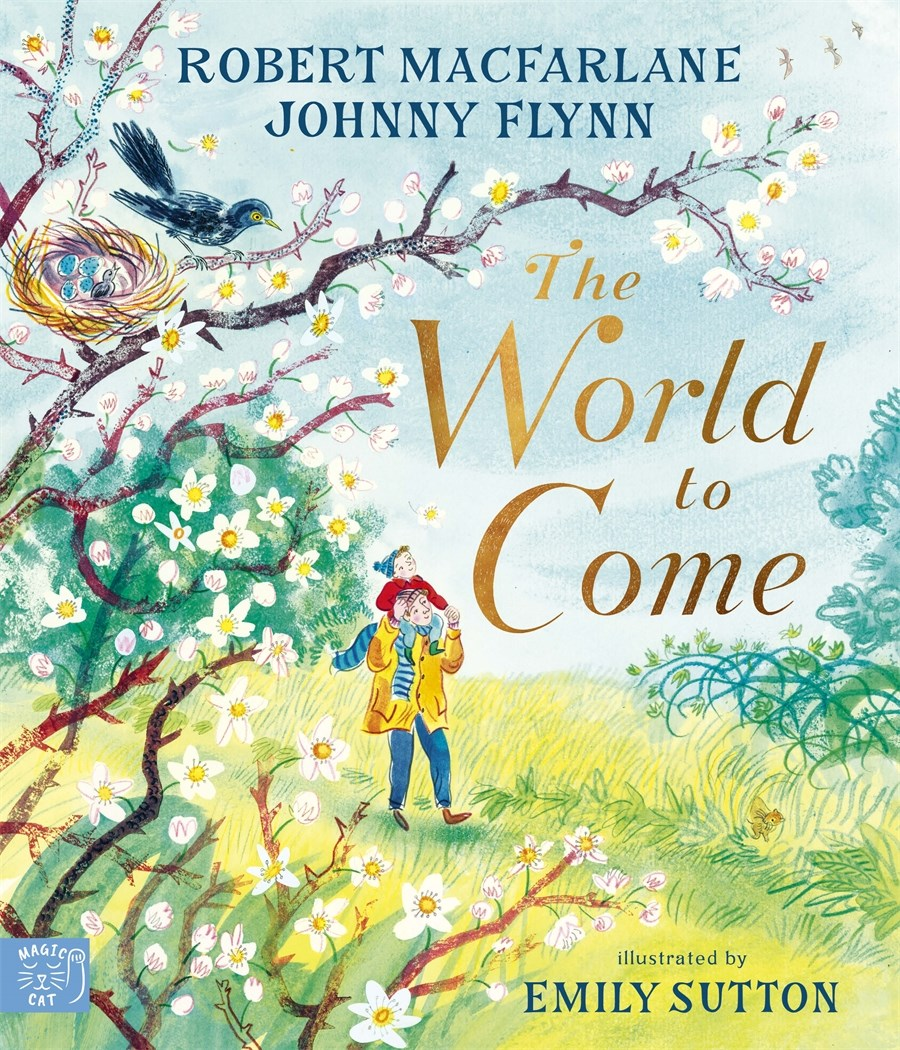 ROBERT MACFARLANE
JOHNNY FLYNN
The
World
to
Come
illustrated by
EMILY SUTTON
MAGIC
CAT